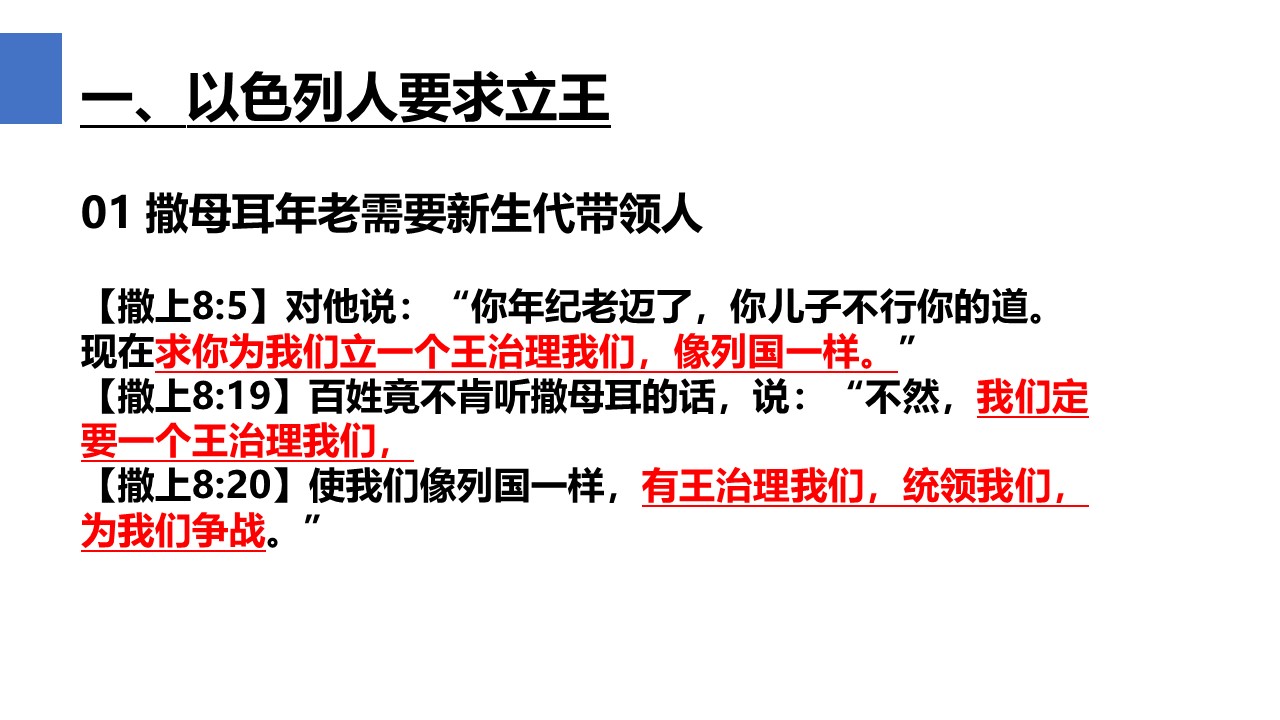 一、以色列人要求立王
01 撒母耳年老需要新生代带领人
【撒上8:5】对他说：“你年纪老迈了，你儿子不行你的道。
现在求你为我们立一个王治理我们，像列国一样。”
【撒上8:19】百姓竟不肯听撒母耳的话，说：“不然，我们定
要一个王治理我们，
【撒上8:20】使我们像列国一样，有王治理我们，统领我们，
为我们争战。”